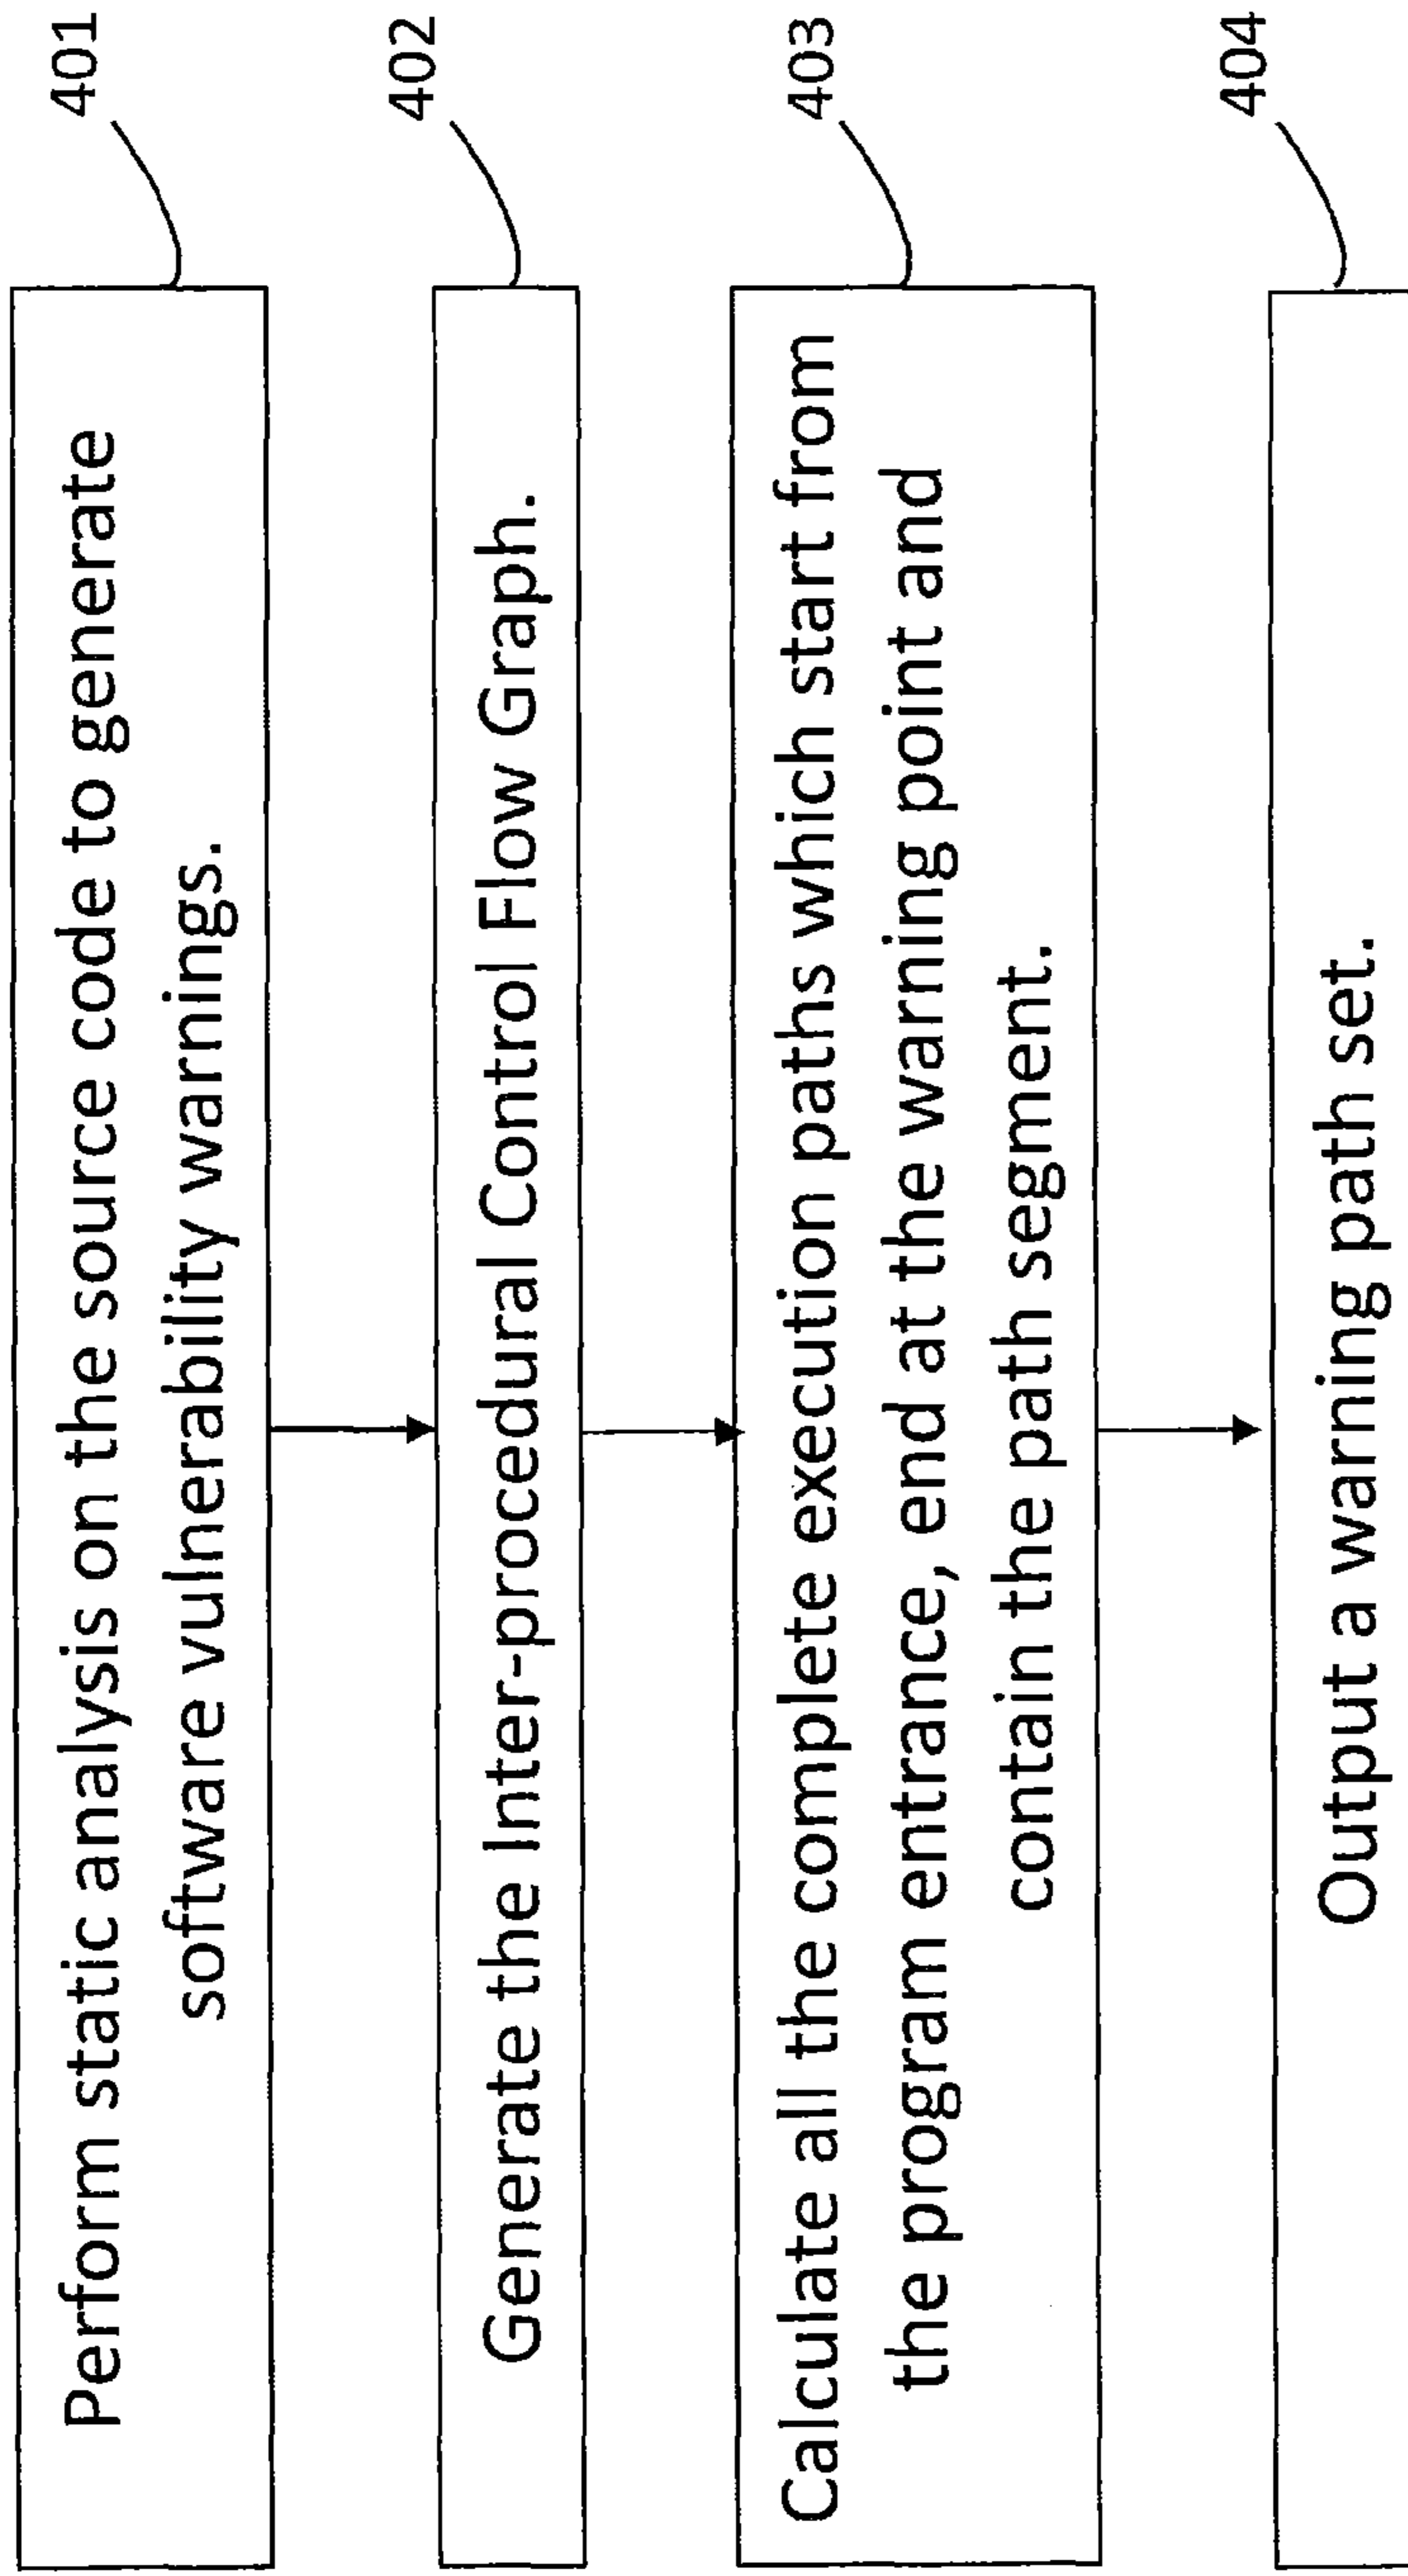 Perform static analysis on the source code to generate
software vulnerability warnings.
401
Generate the Inter-procedural Control Flow Graph.
402
Calculate all the complete execution paths which start from
the program entrance, end at the warning point and
contain the path segment.
403
Output a warning path set.
404